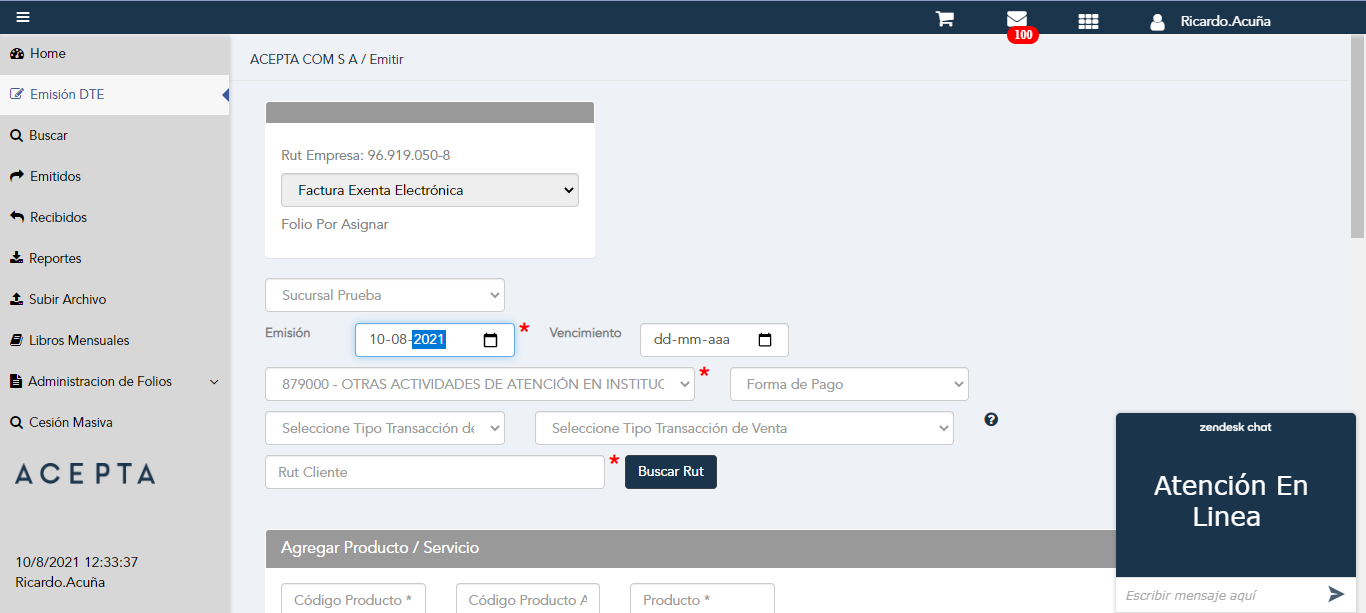 Ricardo.Acuña
100
Home
Emisión DTE
Buscar
Emitidos
Recibidos
Reportes
Subir Archivo
Libros Mensuales
Administracion de Folios
Cesión Masiva
ACEPTA
10/8/2021 12:33:37
Ricardo.Acuña
ACEPTA COM S A / Emitir
Rut Empresa: 96.919.050-8
Factura Exenta Electrónica
Folio Por Asignar
Sucursal Prueba
Emisión 10-08-2021 * Vencimiento dd-mm-aaa
879000 - OTRAS ACTIVIDADES DE ATENCIÓN EN INSTITUC * Forma de Pago
Seleccione Tipo Transacción de Seleccione Tipo Transacción de Venta ?
Rut Cliente * Buscar Rut
Agregar Producto / Servicio
Código Producto * Código Producto A Producto *
zendesk chat
Atención En
Linea
Escribir mensaje aquí